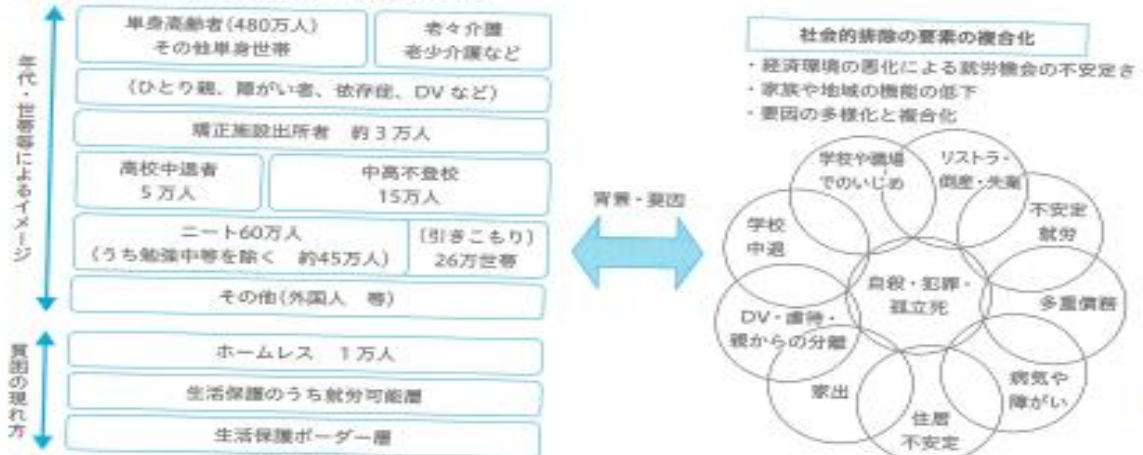 年代・世帯等によるイメージ
単身高齢者(480万人)
その他単身世帯
老々介護
老少介護など
(ひとり親、障がい者、依存症、DV など)
矯正施設出所者　約３万人
高校中退者
５万人
中高不登校
15万人
ニート60万人
(うち勉強中等を除く　約45万人)
(引きこもり)
26万世帯
その他(外国人　等)
貧困の現れ方
ホームレス　１万人
生活保護のうち就労可能層
生活保護ボーダー層
背景・要因
社会的排除の要素の複合化
・経済環境の悪化による就労機会の不安定さ
・家族や地域の機能の低下
・要因の多様化と複合化
学校や職場
でのいじめ
リストラ・
倒産・失業
不安定
就労
多重債務
病気や
障がい
住居
不安定
家出
DV・虐待・
親からの分離
学校
中退
自殺・犯罪・
孤立死